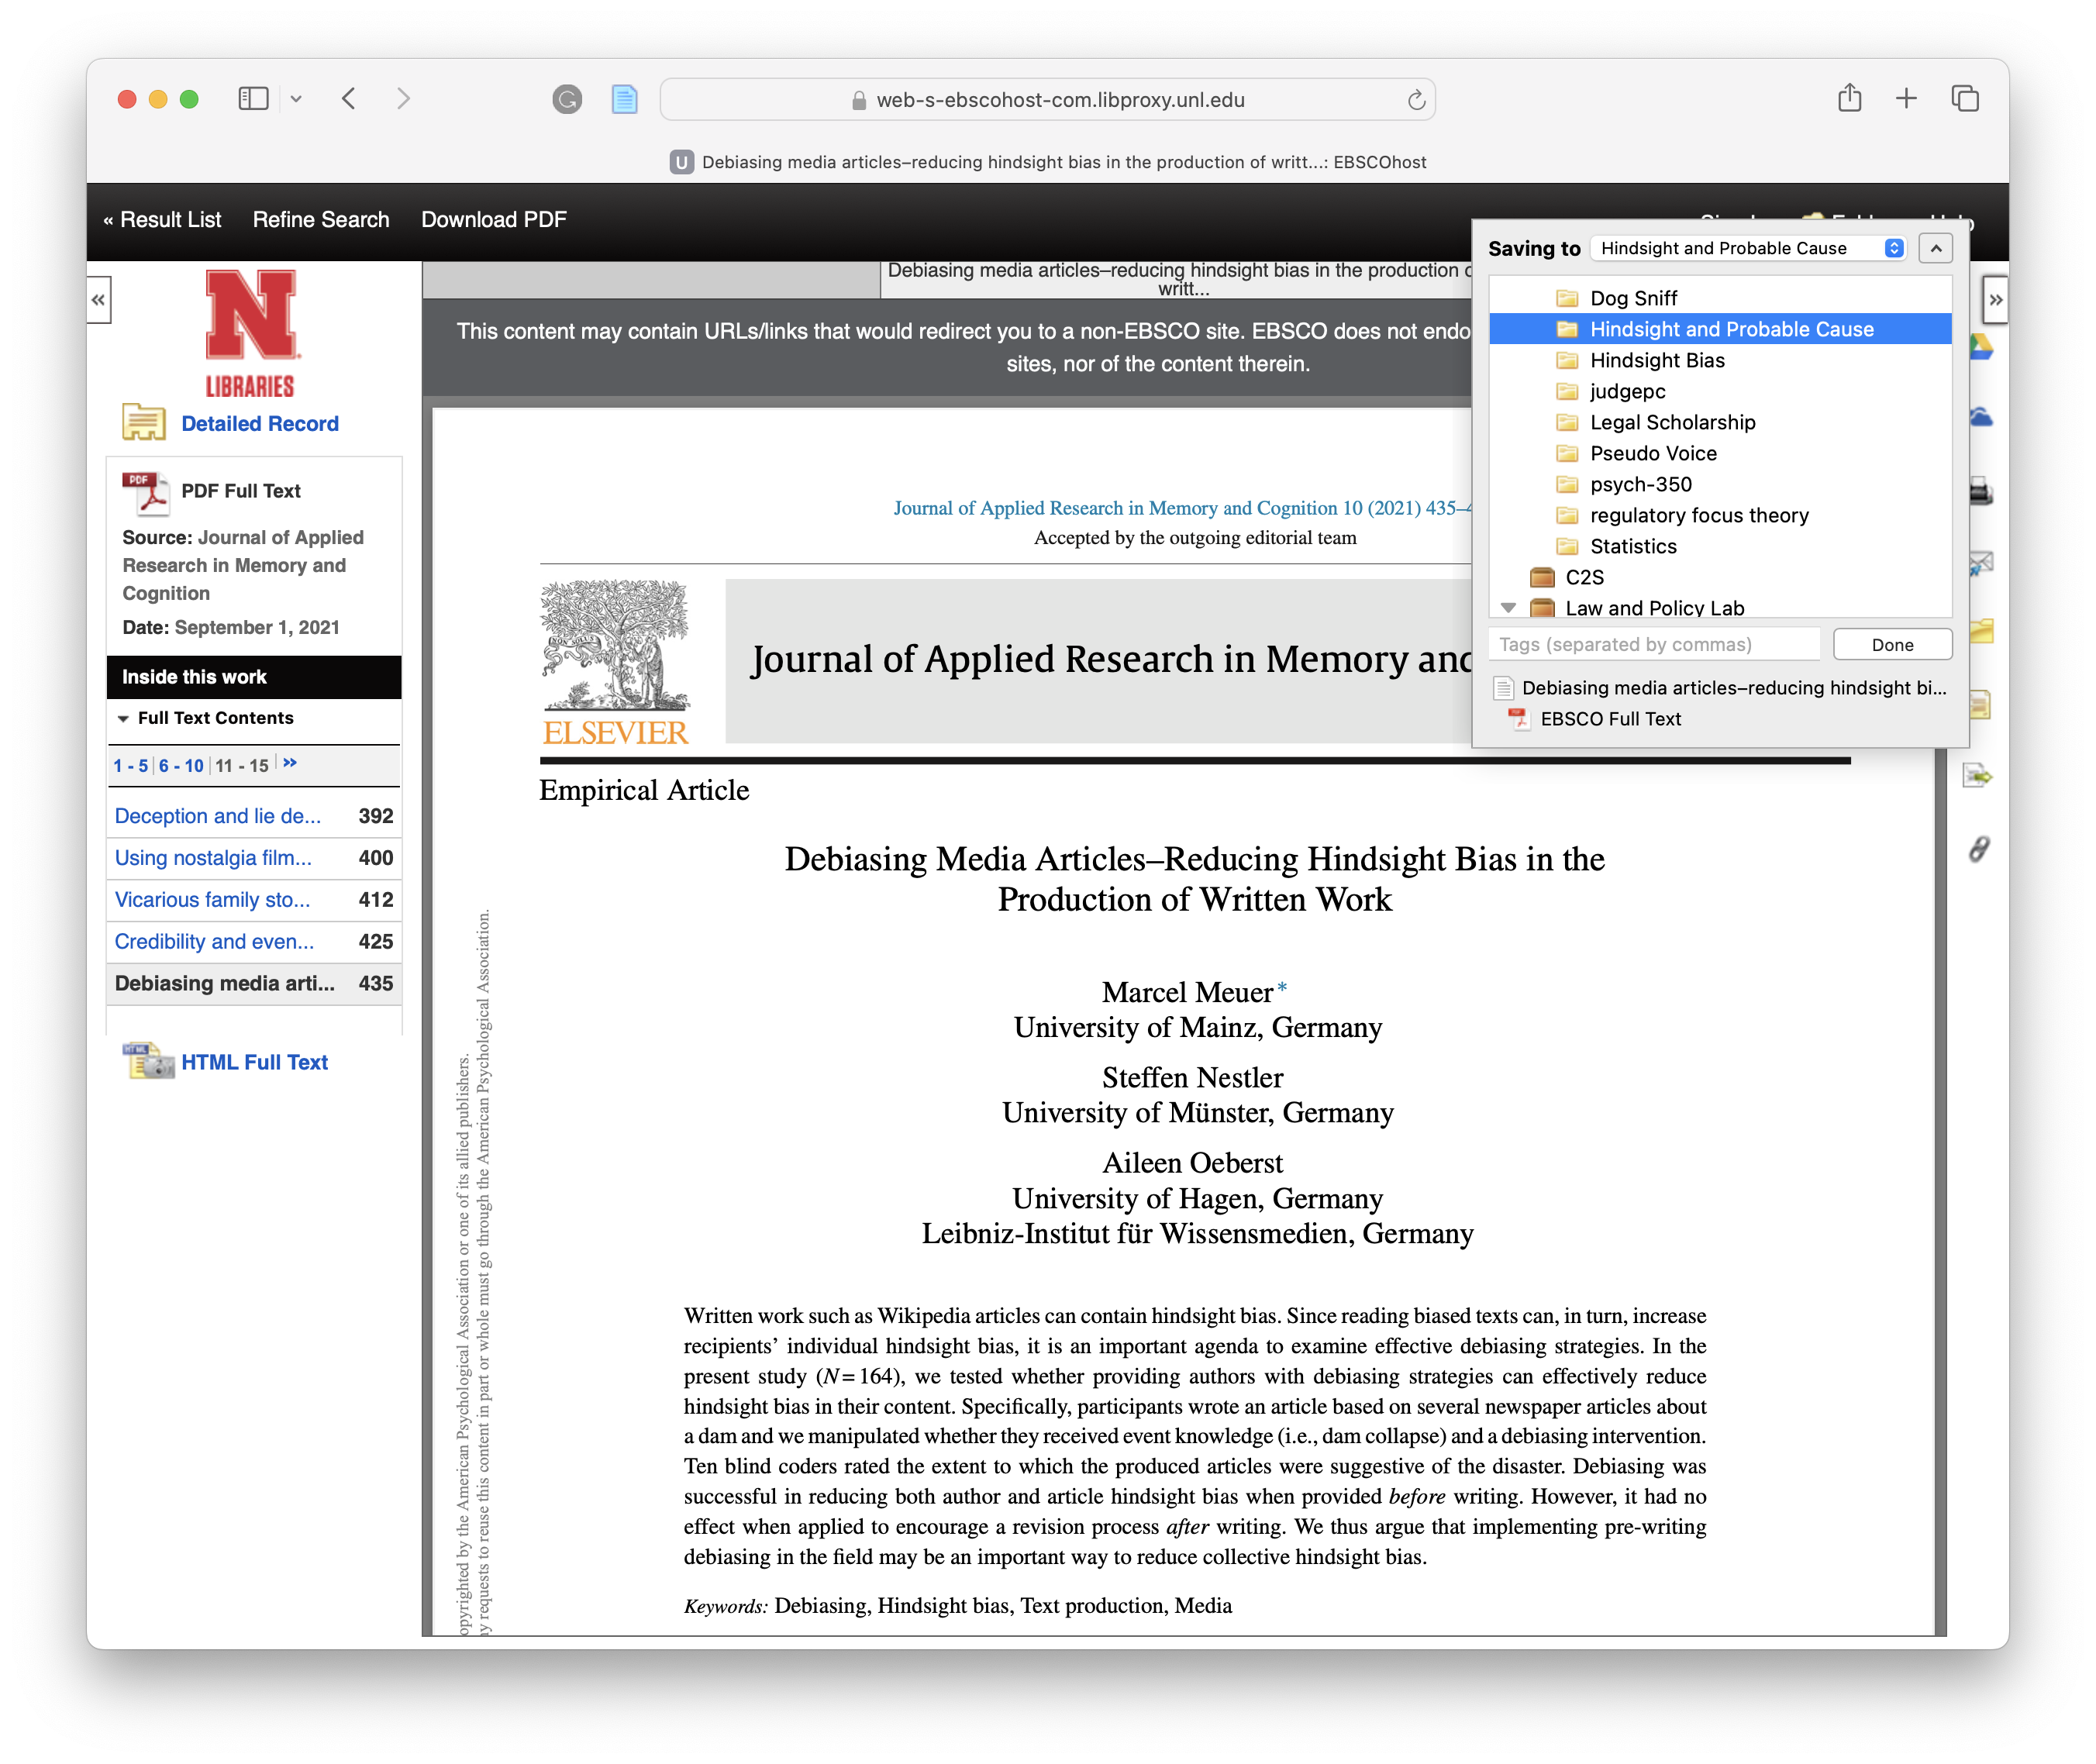 web-s-ebscohost-com.libproxy.unl.edu
U Debiasing media articles–reducing hindsight bias in the production of writt...: EBSCOhost
« Result List Refine Search Download PDF
Saving to Hindsight and Probable Cause
Dog Sniff
Hindsight and Probable Cause
Hindsight Bias
judgepc
Legal Scholarship
Pseudo Voice
psych-350
regulatory focus theory
Statistics
C2S
Law and Policy Lab
Tags (separated by commas) Done
Debiasing media articles–reducing hindsight bi...
EBSCO Full Text
N
LIBRARIES
Detailed Record
PDF
PDF Full Text
Source: Journal of Applied
Research in Memory and
Cognition
Date: September 1, 2021
Inside this work
Full Text Contents
1 - 5 6 - 10 11 - 15 »
Deception and lie de... 392
Using nostalgia film... 400
Vicarious family sto... 412
Credibility and even... 425
Debiasing media arti... 435
HTML
HTML Full Text
Debiasing media articles–reducing hindsight bias in the production
writt...
This content may contain URLs/links that would redirect you to a non-EBSCO site. EBSCO does not endo
sites, nor of the content therein.
Journal of Applied Research in Memory and Cognition 10 (2021) 435–
Accepted by the outgoing editorial team
ELSEVIER
Journal of Applied Research in Memory and
Empirical Article
Debiasing Media Articles–Reducing Hindsight Bias in the
Production of Written Work
Marcel Meuer*
University of Mainz, Germany
Steffen Nestler
University of Münster, Germany
Aileen Oeberst
University of Hagen, Germany
Leibniz-Institut für Wissensmedien, Germany
Written work such as Wikipedia articles can contain hindsight bias. Since reading biased texts can, in turn, increase
recipients’ individual hindsight bias, it is an important agenda to examine effective debiasing strategies. In the
present study (N = 164), we tested whether providing authors with debiasing strategies can effectively reduce
hindsight bias in their content. Specifically, participants wrote an article based on several newspaper articles about
a dam and we manipulated whether they received event knowledge (i.e., dam collapse) and a debiasing intervention.
Ten blind coders rated the extent to which the produced articles were suggestive of the disaster. Debiasing was
successful in reducing both author and article hindsight bias when provided before writing. However, it had no
effect when applied to encourage a revision process after writing. We thus argue that implementing pre-writing
debiasing in the field may be an important way to reduce collective hindsight bias.
Keywords: Debiasing, Hindsight bias, Text production, Media
opyrighted by the American Psychological Association or one of its allied publishers.
ny requests to reuse this content in part or whole must go through the American Psychological Association.